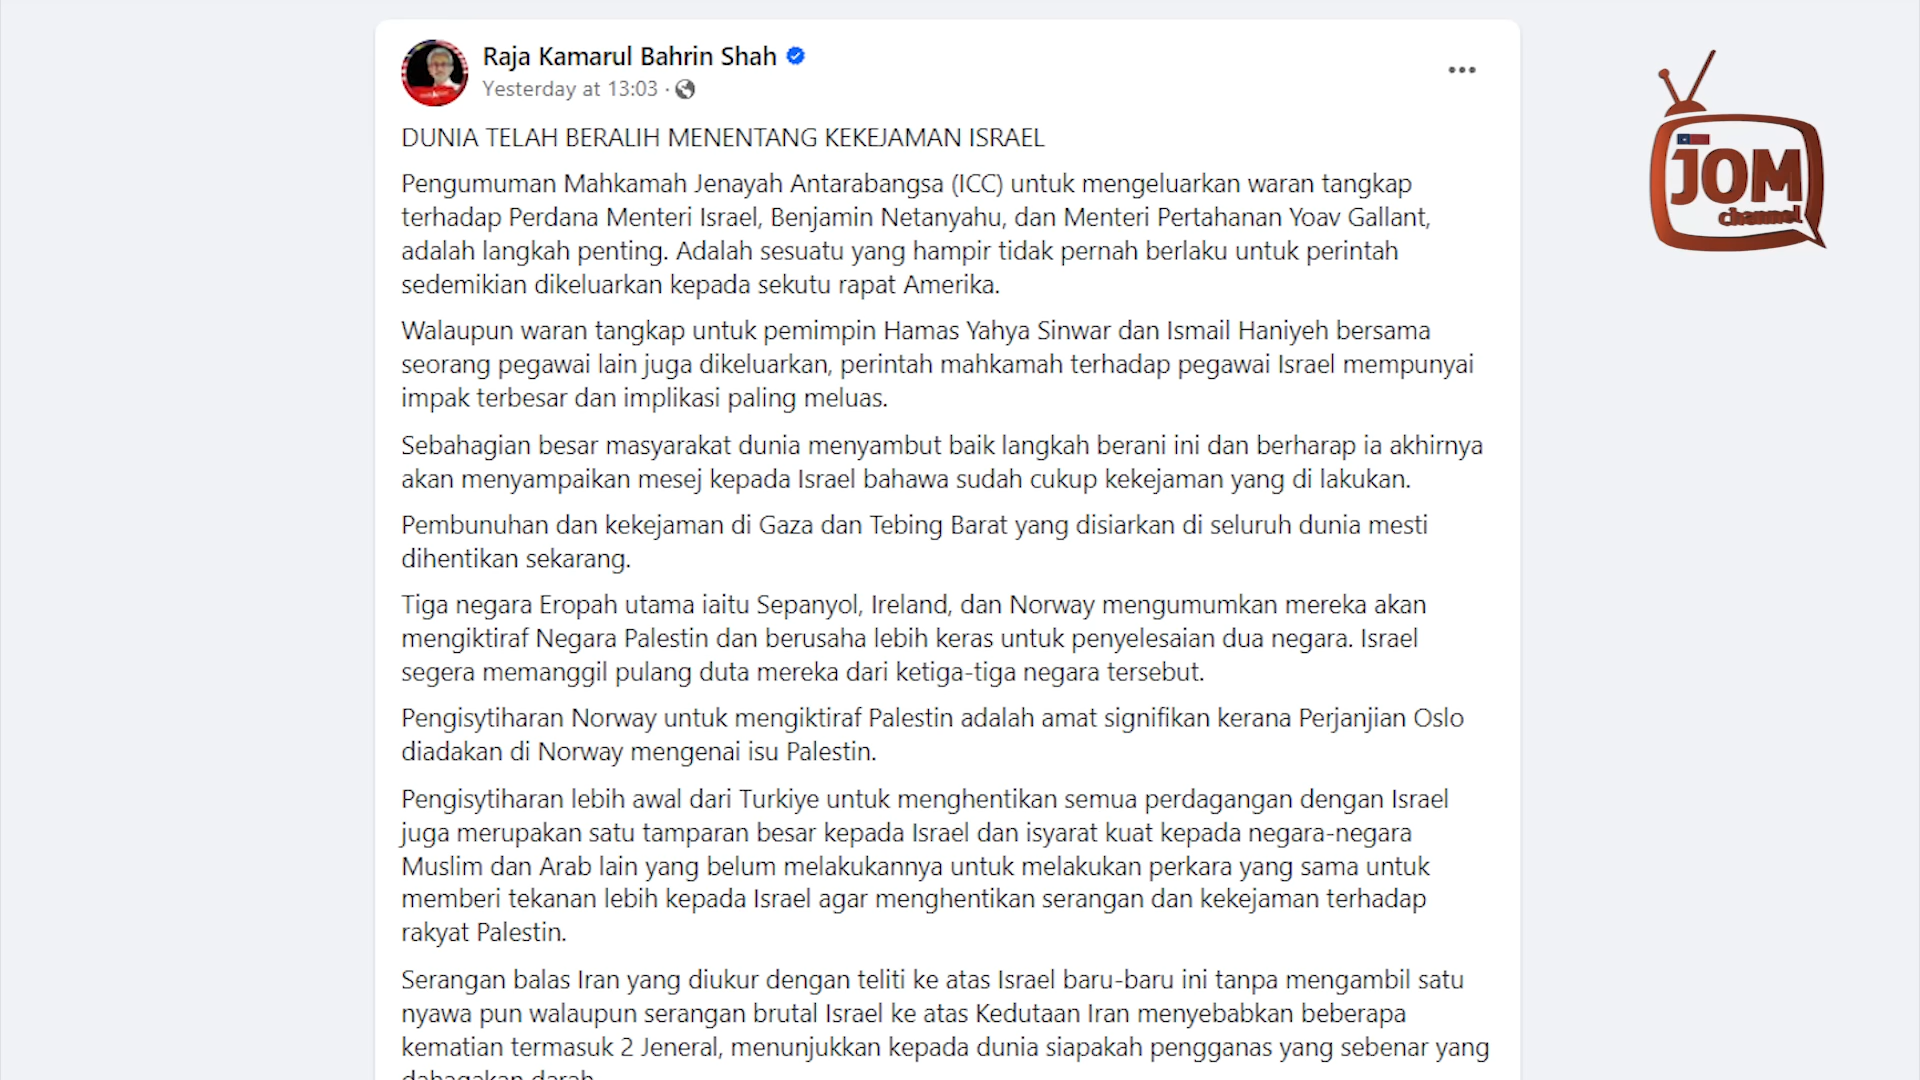 Raja Kamarul Bahrin Shah
Yesterday at 13:03 ·
DUNIA TELAH BERALIH MENENTANG KEKEJAMAN ISRAEL
Pengumuman Mahkamah Jenayah Antarabangsa (ICC) untuk mengeluarkan waran tangkap
terhadap Perdana Menteri Israel, Benjamin Netanyahu, dan Menteri Pertahanan Yoav Gallant,
adalah langkah penting. Adalah sesuatu yang hampir tidak pernah berlaku untuk perintah
sedemikian dikeluarkan kepada sekutu rapat Amerika.
Walaupun waran tangkap untuk pemimpin Hamas Yahya Sinwar dan Ismail Haniyeh bersama
seorang pegawai lain juga dikeluarkan, perintah mahkamah terhadap pegawai Israel mempunyai
impak terbesar dan implikasi paling meluas.
Sebahagian besar masyarakat dunia menyambut baik langkah berani ini dan berharap ia akhirnya
akan menyampaikan mesej kepada Israel bahawa sudah cukup kekejaman yang di lakukan.
Pembunuhan dan kekejaman di Gaza dan Tebing Barat yang disiarkan di seluruh dunia mesti
dihentikan sekarang.
Tiga negara Eropah utama iaitu Sepanyol, Ireland, dan Norway mengumumkan mereka akan
mengiktiraf Negara Palestin dan berusaha lebih keras untuk penyelesaian dua negara. Israel
segera memanggil pulang duta mereka dari ketiga-tiga negara tersebut.
Pengisytiharan Norway untuk mengiktiraf Palestin adalah amat signifikan kerana Perjanjian Oslo
diadakan di Norway mengenai isu Palestin.
Pengisytiharan lebih awal dari Turkiye untuk menghentikan semua perdagangan dengan Israel
juga merupakan satu tamparan besar kepada Israel dan isyarat kuat kepada negara-negara
Muslim dan Arab lain yang belum melakukannya untuk melakukan perkara yang sama untuk
memberi tekanan lebih kepada Israel agar menghentikan serangan dan kekejaman terhadap
rakyat Palestin.
Serangan balas Iran yang diukur dengan teliti ke atas Israel baru-baru ini tanpa mengambil satu
nyawa pun walaupun serangan brutal Israel ke atas Kedutaan Iran menyebabkan beberapa
kematian termasuk 2 Jeneral, menunjukkan kepada dunia siapakah pengganas yang sebenar yang
JOM
channel